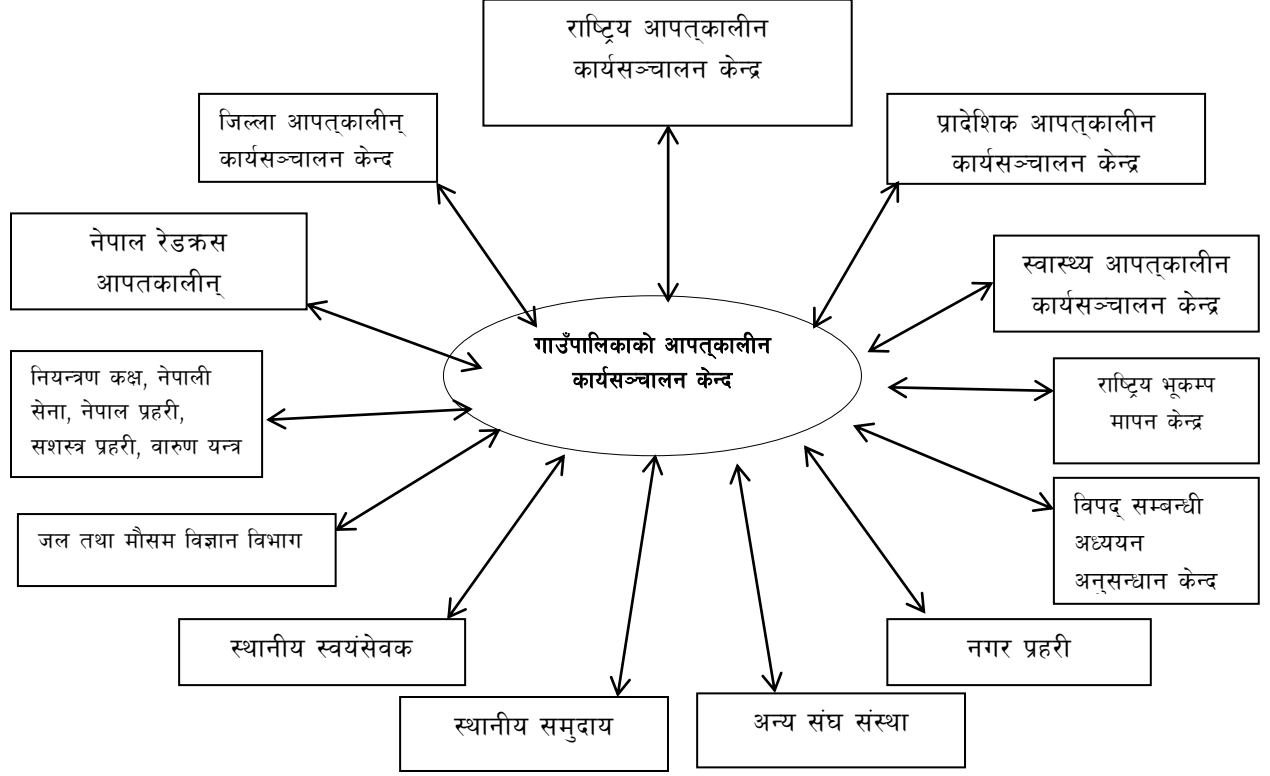 राष्ट्रिय आपत्‌कालीन
कार्यसञ्चालन केन्द्र
जिल्ला आपत्‌कालीन्
कार्यसञ्चालन केन्द
प्रादेशिक आपत्‌कालीन
कार्यसञ्चालन केन्द्र
नेपाल रेडक्रस
आपतकालीन्
स्वास्थ्य आपत्‌कालीन
कार्यसञ्चालन केन्द्र
गाउँपालिकाको आपत्‌कालीन
कार्यसञ्चालन केन्द
नियन्त्रण कक्ष, नेपाली
सेना, नेपाल प्रहरी,
सशस्त्र प्रहरी, वारुण यन्त्र
राष्ट्रिय भूकम्प
मापन केन्द्र
विपद् सम्बन्धी
अध्ययन
अनुसन्धान केन्द
जल तथा मौसम विज्ञान विभाग
स्थानीय स्वयंसेवक
नगर प्रहरी
स्थानीय समुदाय
अन्य संघ संस्था